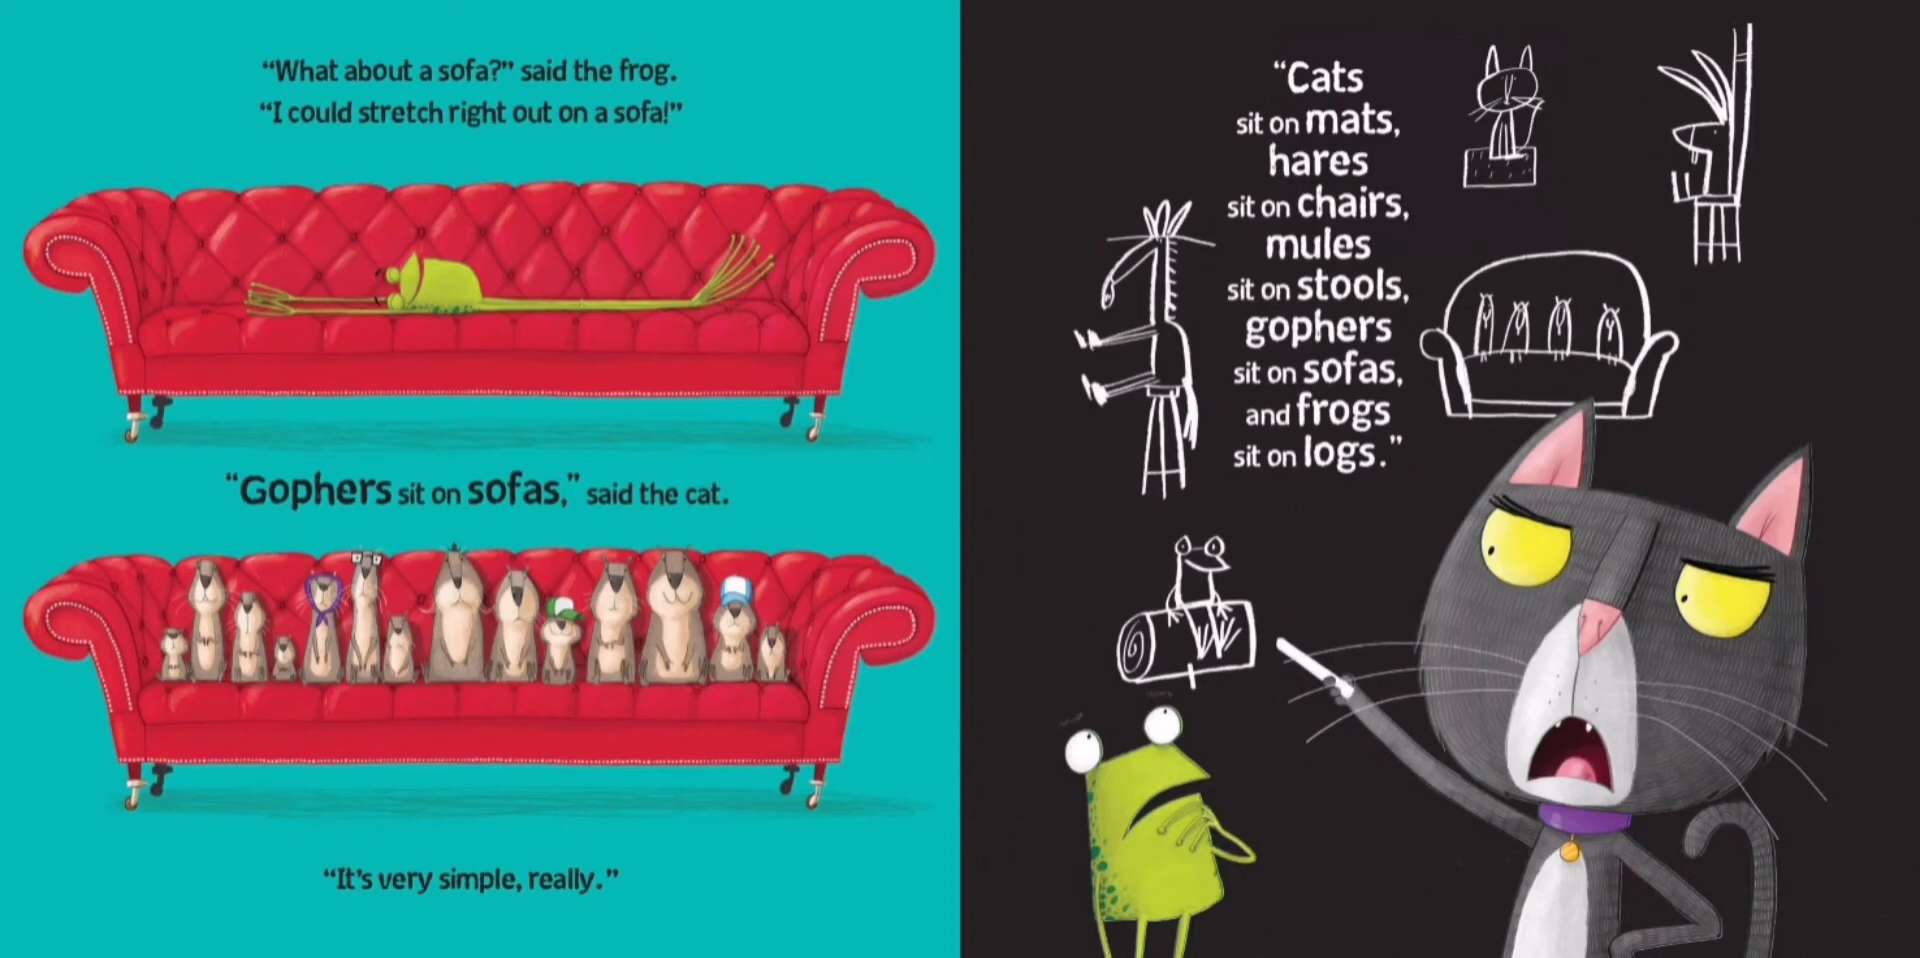 “What about a sofa?” said the frog.
“I could stretch right out on a sofa!”
“Gophers sit on sofas,” said the cat.
“It’s very simple, really.”
“Cats
sit on mats,
hares
sit on chairs,
mules
sit on stools,
gophers
sit on sofas,
and frogs
sit on logs.”